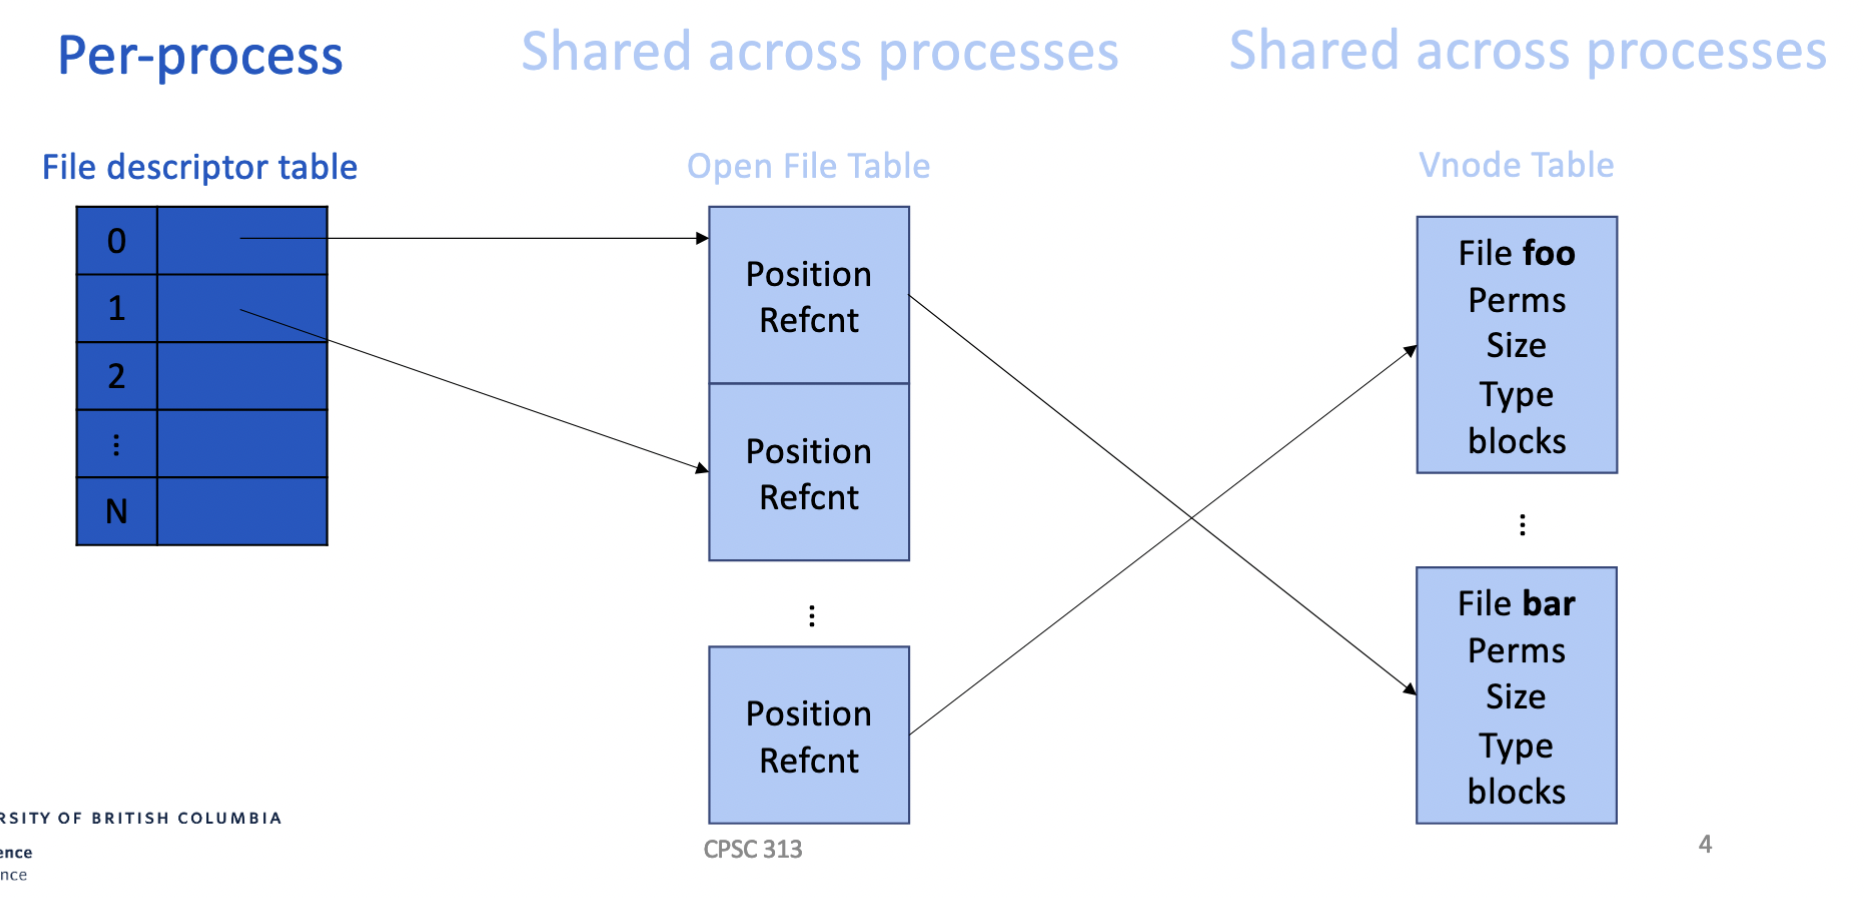 Per-process
Shared across processes
Shared across processes
File descriptor table
Open File Table
Vnode Table
0
1
2
⋮
N
Position
Refcnt
Position
Refcnt
⋮
Position
Refcnt
File foo
Perms
Size
Type
blocks
⋮
File bar
Perms
Size
Type
blocks
RSITY OF BRITISH COLUMBIA
ence
nce
CPSC 313
4